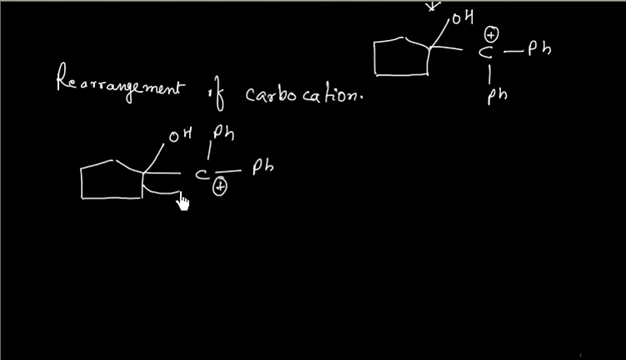 OH
⊕
C — Ph
Ph
Rearrangement of carbocation.
OH Ph
C — Ph
⊕